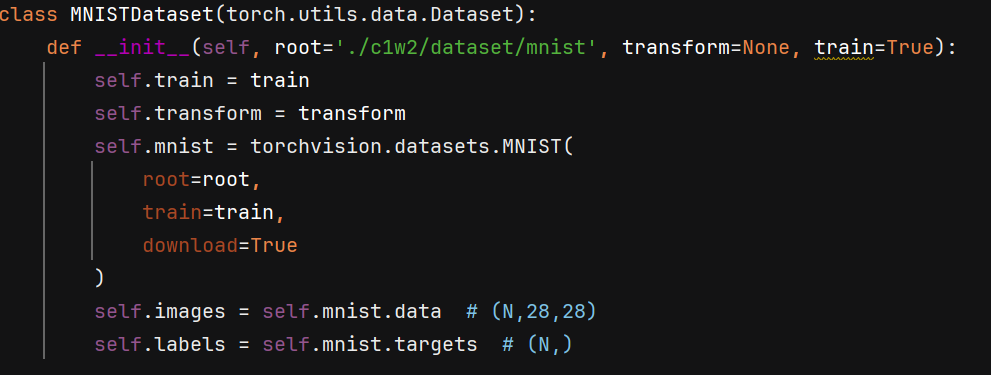 class MNISTDataset(torch.utils.data.Dataset):
    def __init__(self, root='./c1w2/dataset/mnist', transform=None, train=True):
        self.train = train
        self.transform = transform
        self.mnist = torchvision.datasets.MNIST(
            root=root,
            train=train,
            download=True
        )
        self.images = self.mnist.data  # (N,28,28)
        self.labels = self.mnist.targets  # (N,)